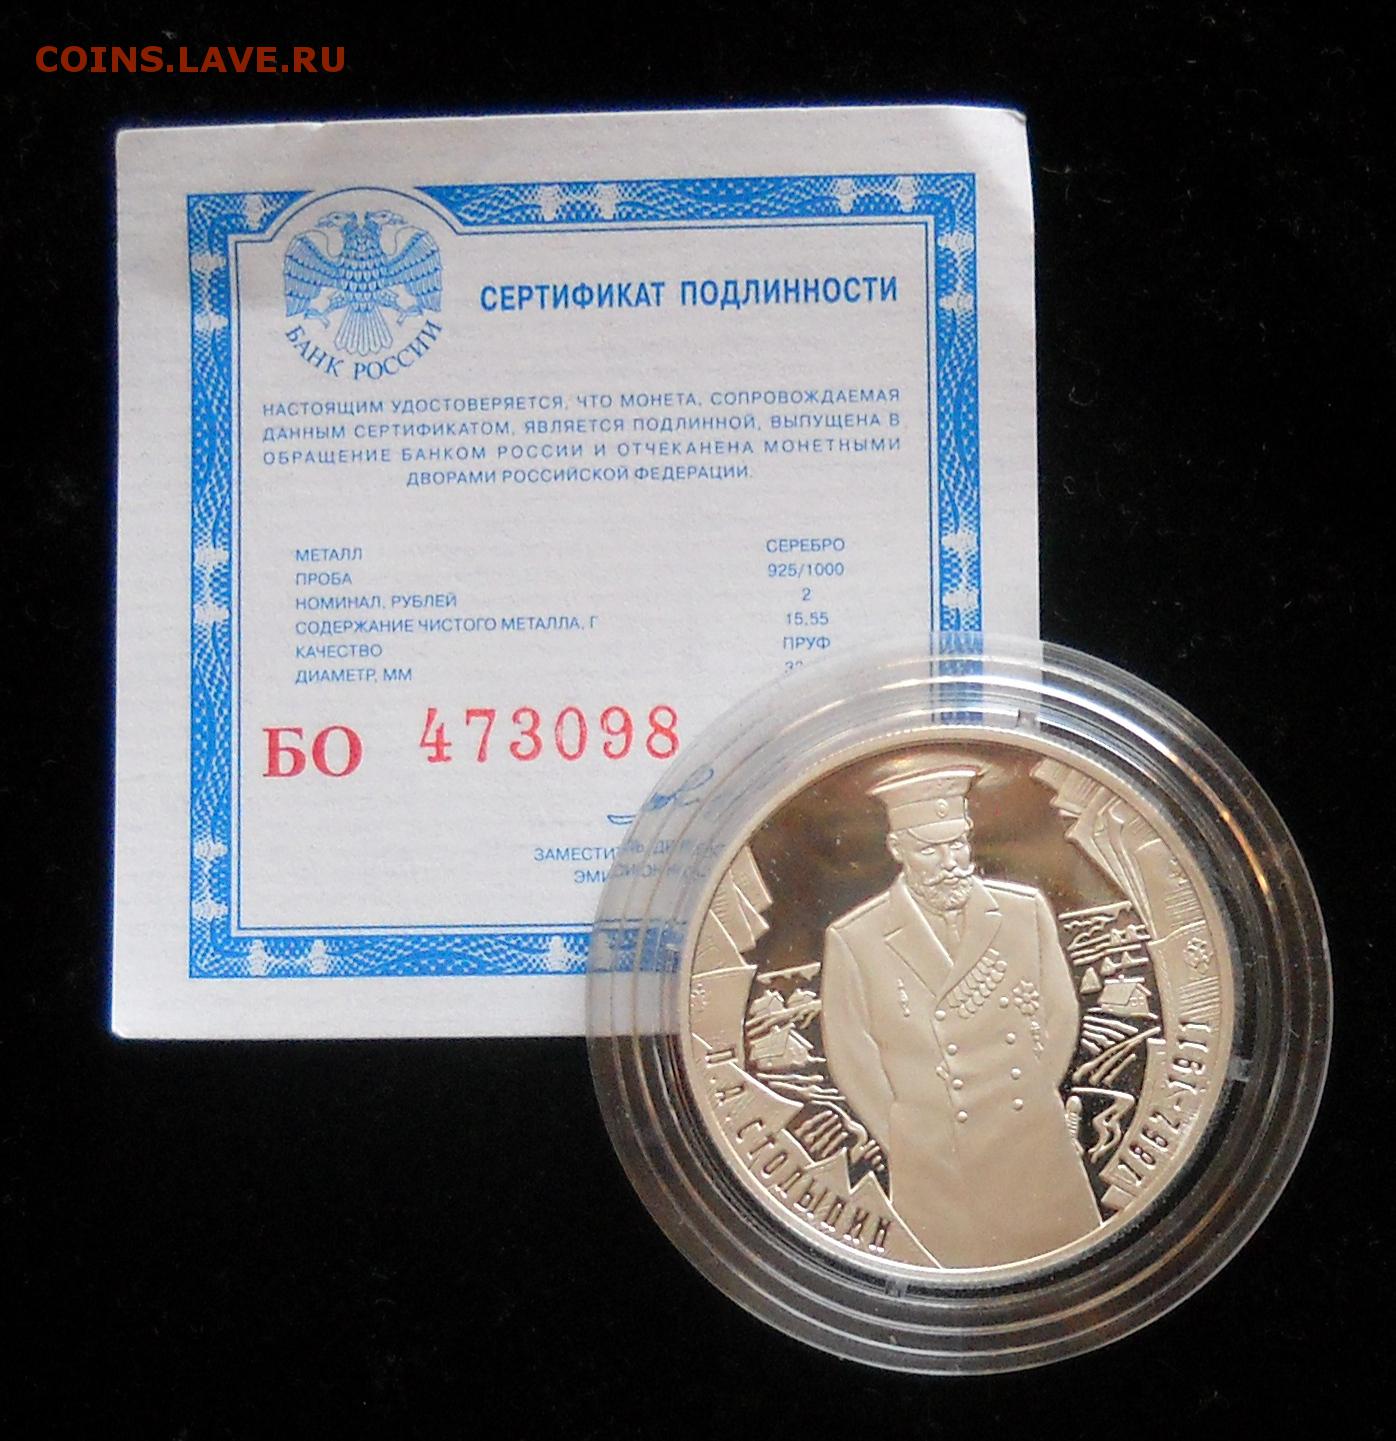 COINS.LAVE.RU
БАНК РОССИИ
СЕРТИФИКАТ ПОДЛИННОСТИ
НАСТОЯЩИМ УДОСТОВЕРЯЕТСЯ, ЧТО МОНЕТА, СОПРОВОЖДАЕМАЯ
ДАННЫМ СЕРТИФИКАТОМ, ЯВЛЯЕТСЯ ПОДЛИННОЙ, ВЫПУЩЕНА В
ОБРАЩЕНИЕ БАНКОМ РОССИИ И ОТЧЕКАНЕНА МОНЕТНЫМИ
ДВОРАМИ РОССИЙСКОЙ ФЕДЕРАЦИИ.
МЕТАЛЛ СЕРЕБРО
ПРОБА 925/1000
НОМИНАЛ, РУБЛЕЙ 2
СОДЕРЖАНИЕ ЧИСТОГО МЕТАЛЛА, Г 15,55
КАЧЕСТВО ПРУФ
ДИАМЕТР, ММ
БО 473098
П.А.СТОЛЫПИН
1862-1911